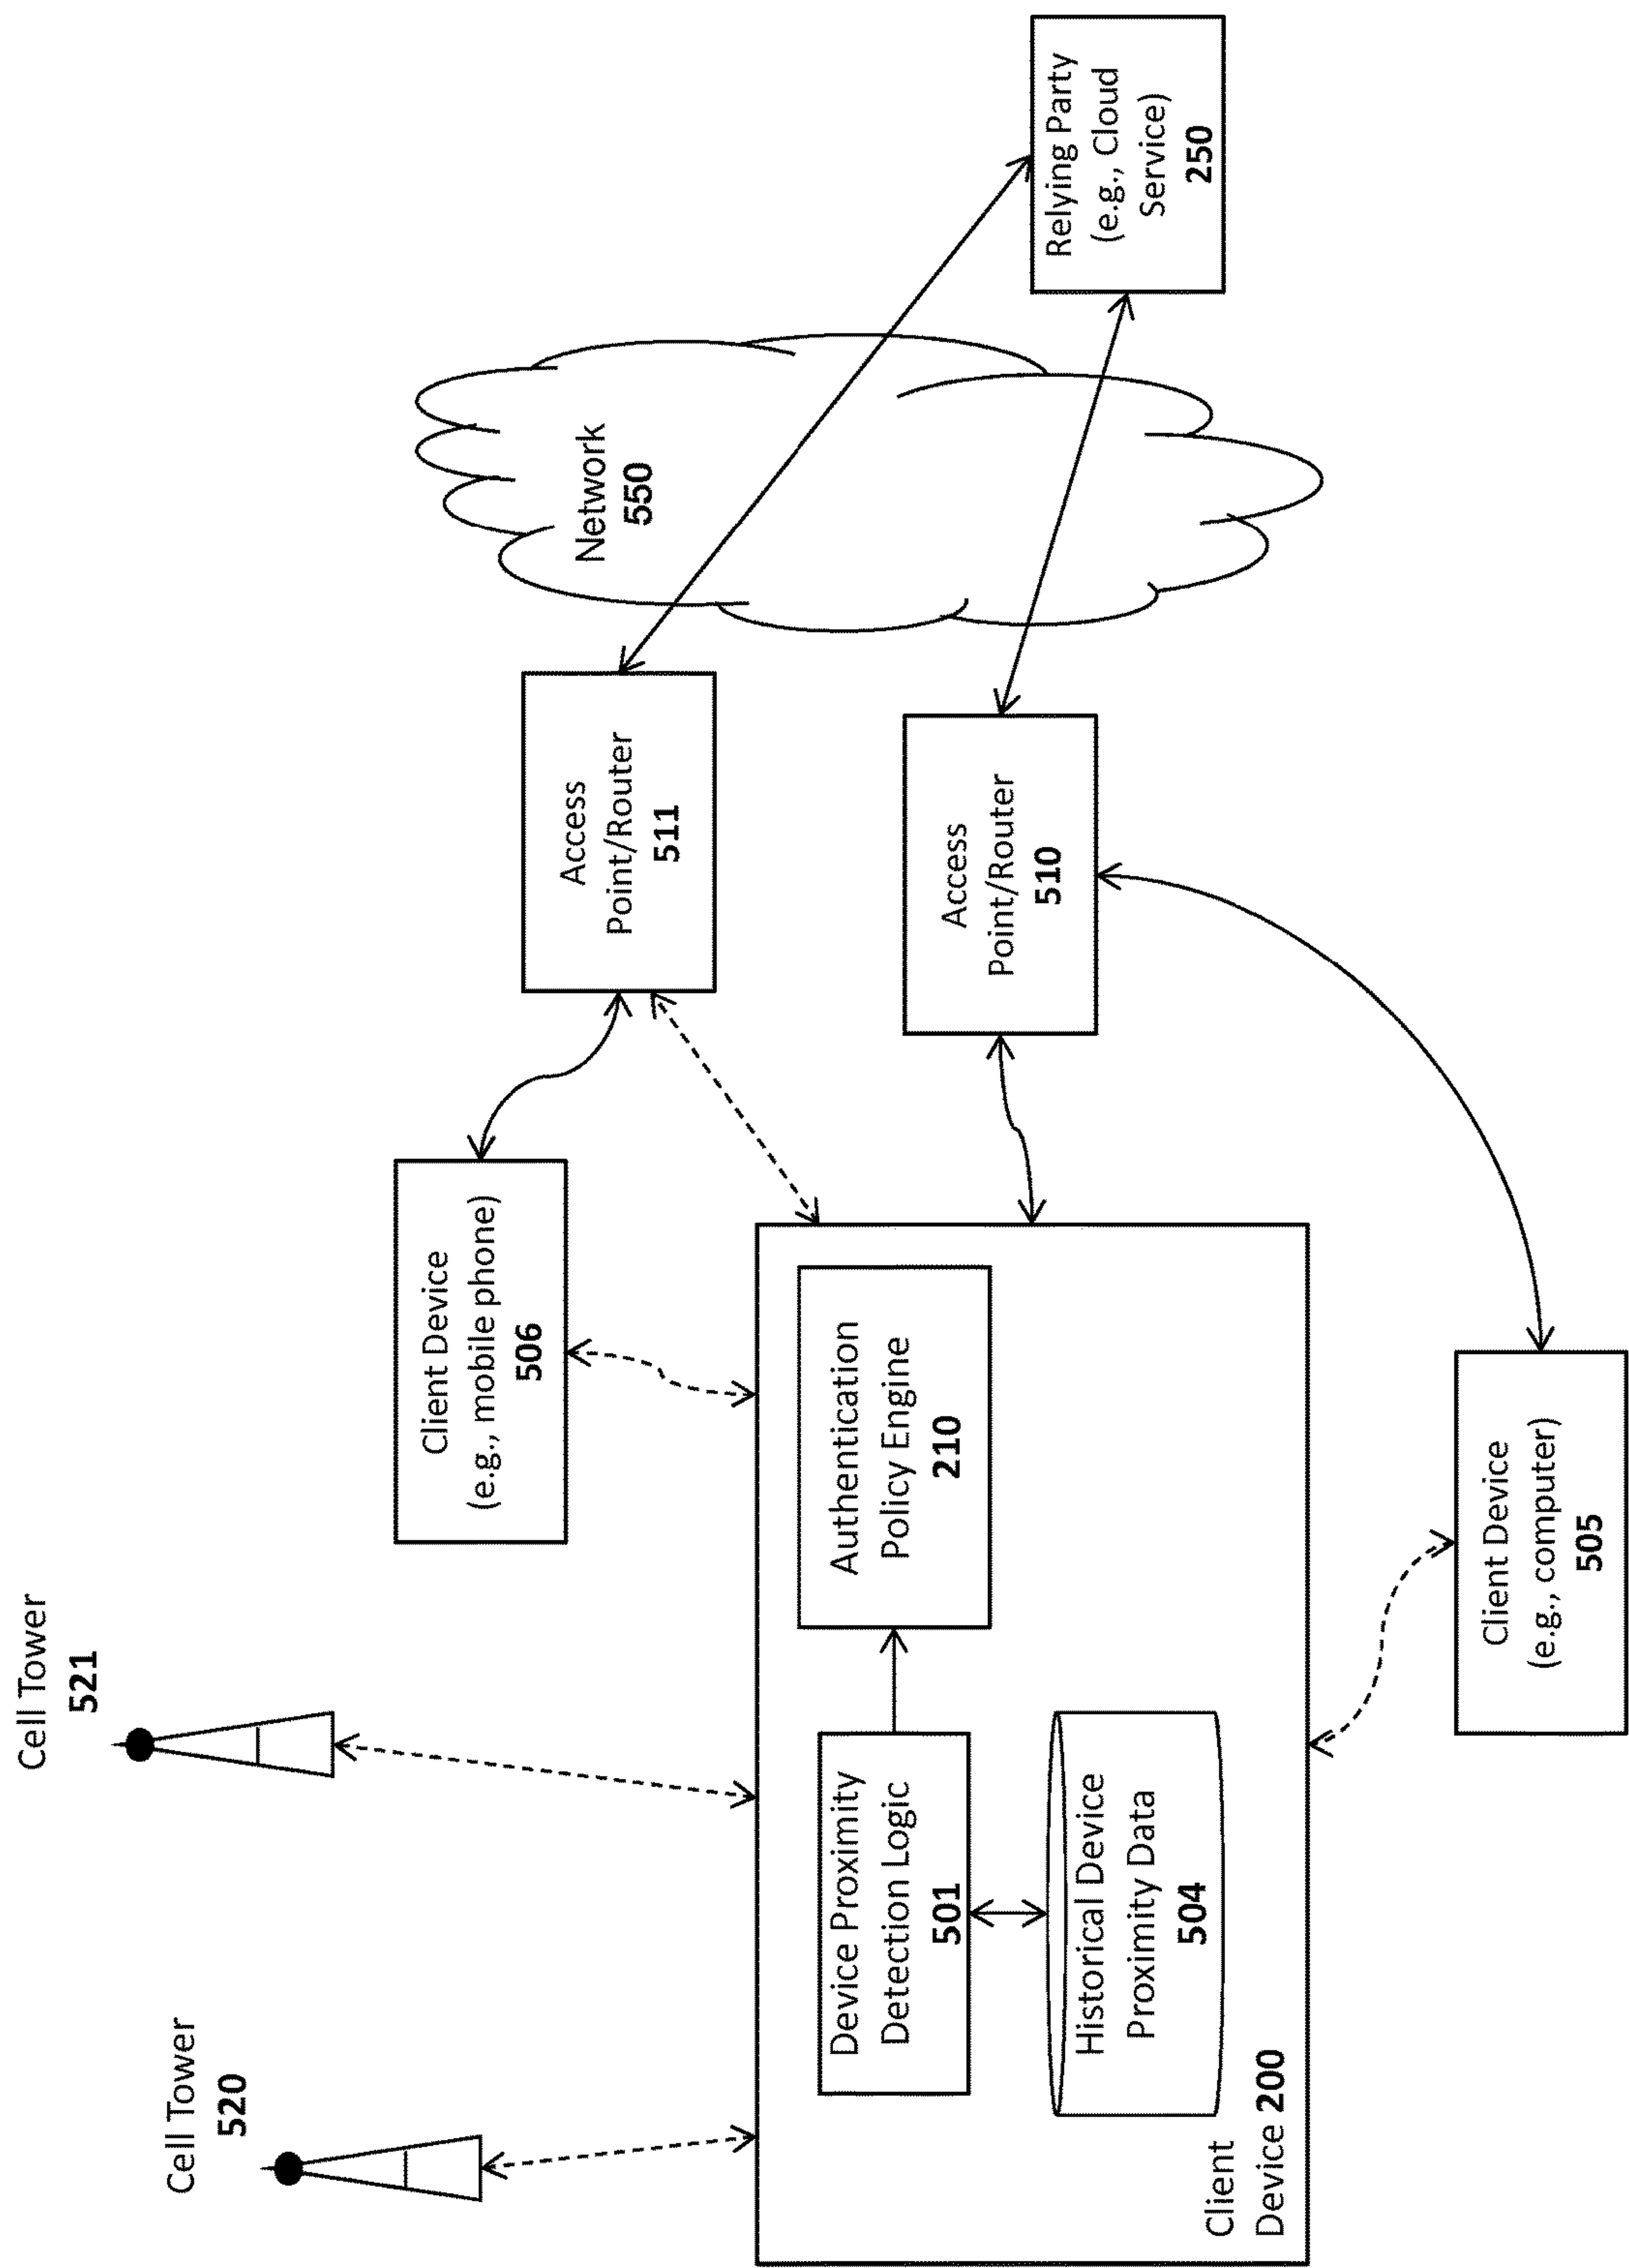 Cell Tower
520
Cell Tower
521
Client Device
(e.g., mobile phone)
506
Access
Point/Router
511
Network
550
Relying Party
(e.g., Cloud
Service)
250
Device Proximity
Detection Logic
501
Authentication
Policy Engine
210
Historical Device
Proximity Data
504
Client
Device 200
Access
Point/Router
510
Client Device
(e.g., computer)
505